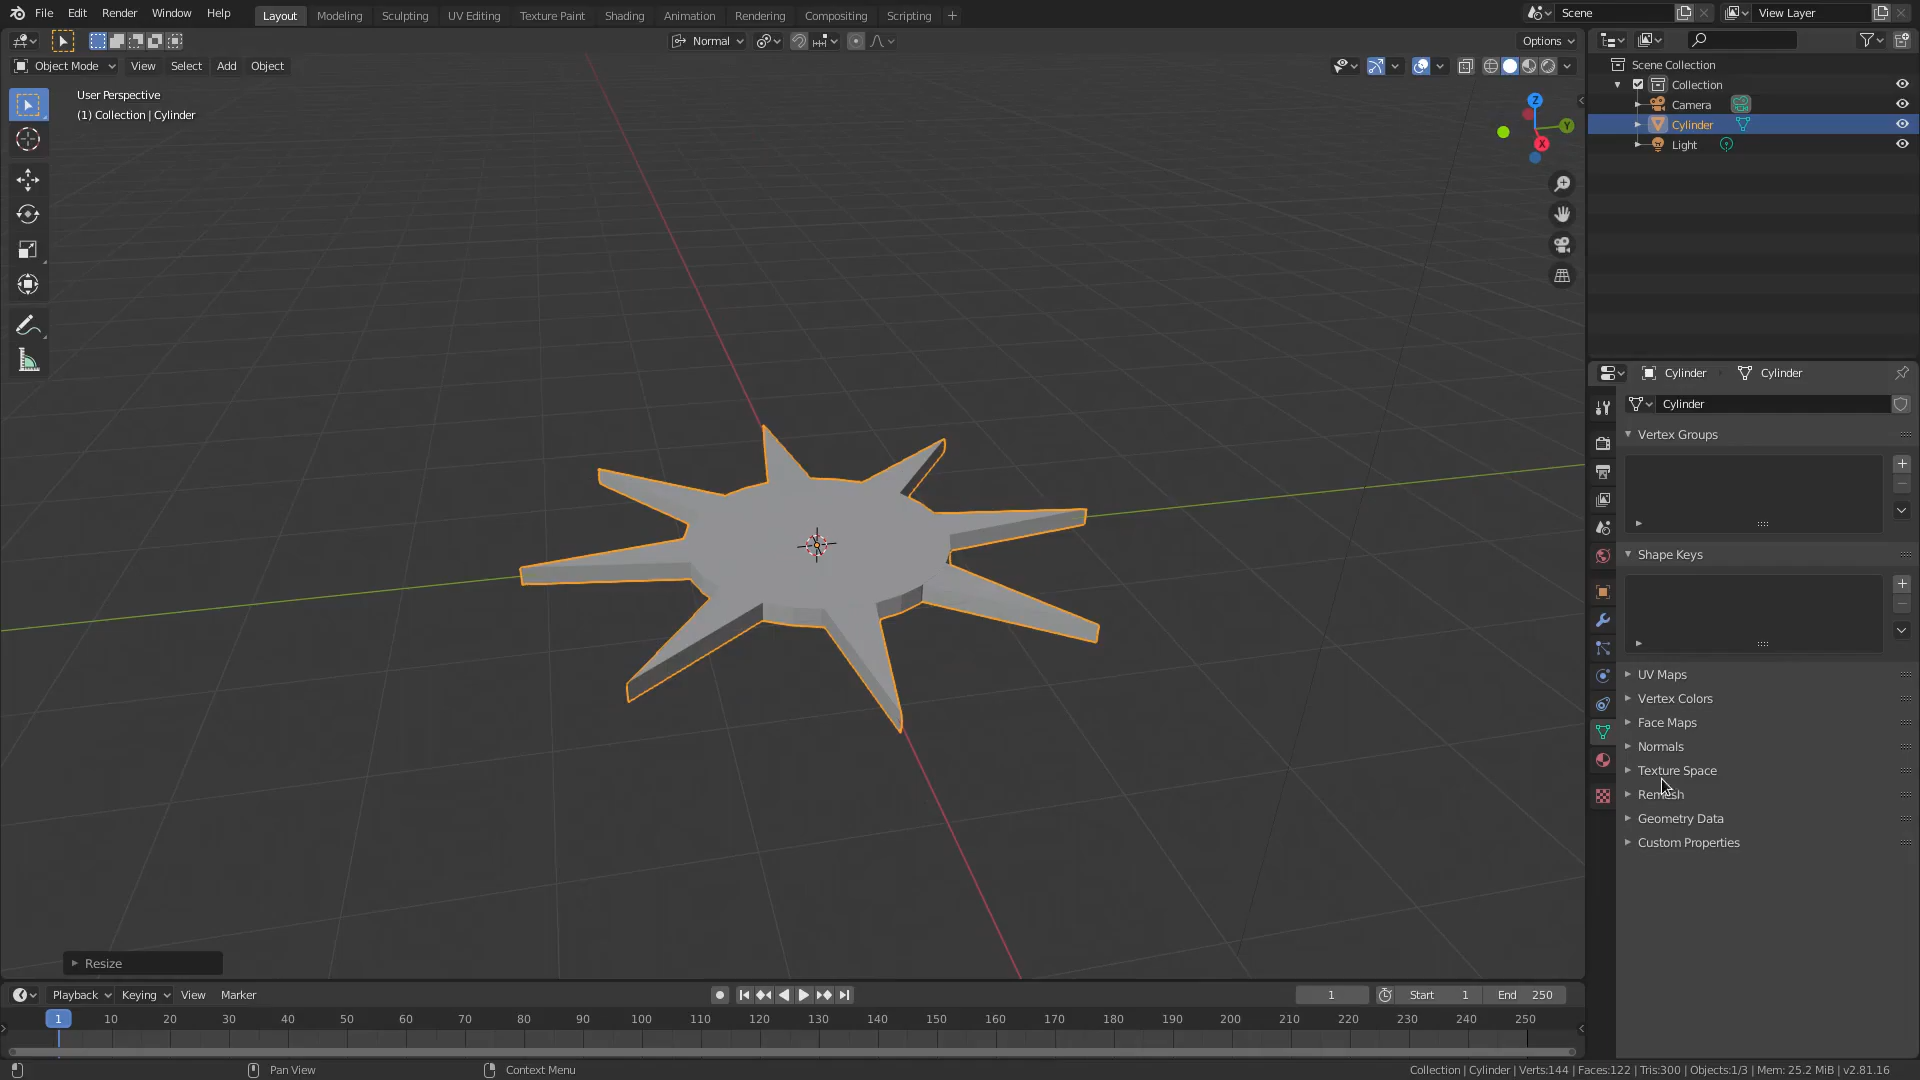 File Edit Render Window Help Layout Modeling Sculpting UV Editing Texture Paint Shading Animation Rendering Compositing Scripting Scene View Layer
Normal Options
Object Mode View Select Add Object
User Perspective
(1) Collection | Cylinder
Z
Y
X
Scene Collection
Collection
Camera
Cylinder
Light
Cylinder Cylinder
Cylinder
Vertex Groups
Shape Keys
UV Maps
Vertex Colors
Face Maps
Normals
Texture Space
Remesh
Geometry Data
Custom Properties
Resize
Playback Keying View Marker 1 Start 1 End 250
1 10 20 30 40 50 60 70 80 90 100 110 120 130 140 150 160 170 180 190 200 210 220 230 240 250
Pan View Context Menu Collection | Cylinder | Verts:144 | Faces:122 | Tris:300 | Objects:1/3 | Mem: 25.2 MiB | v2.81.16